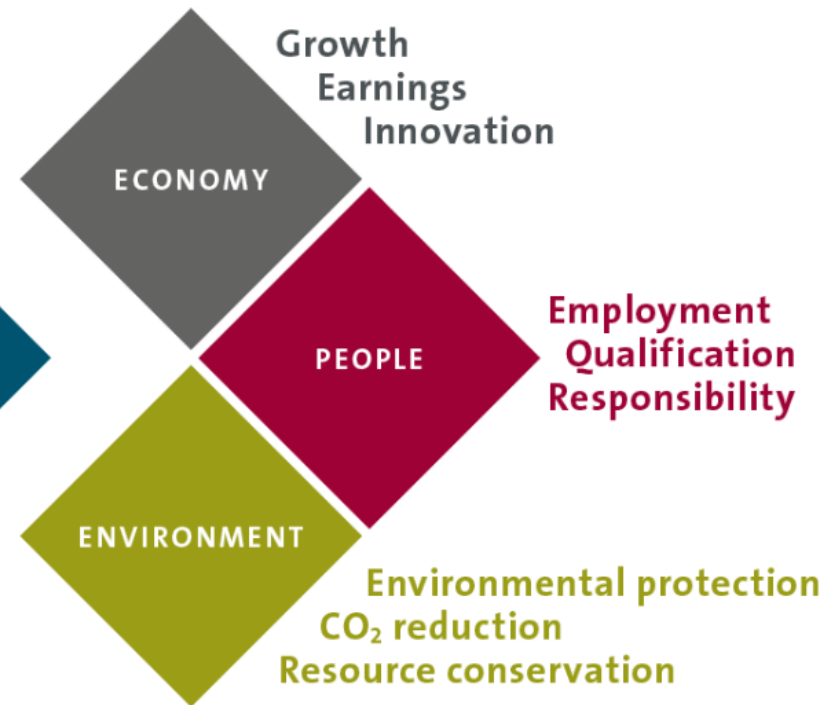 Growth
Earnings
Innovation
ECONOMY
PEOPLE
Employment
Qualification
Responsibility
ENVIRONMENT
Environmental protection
CO₂ reduction
Resource conservation